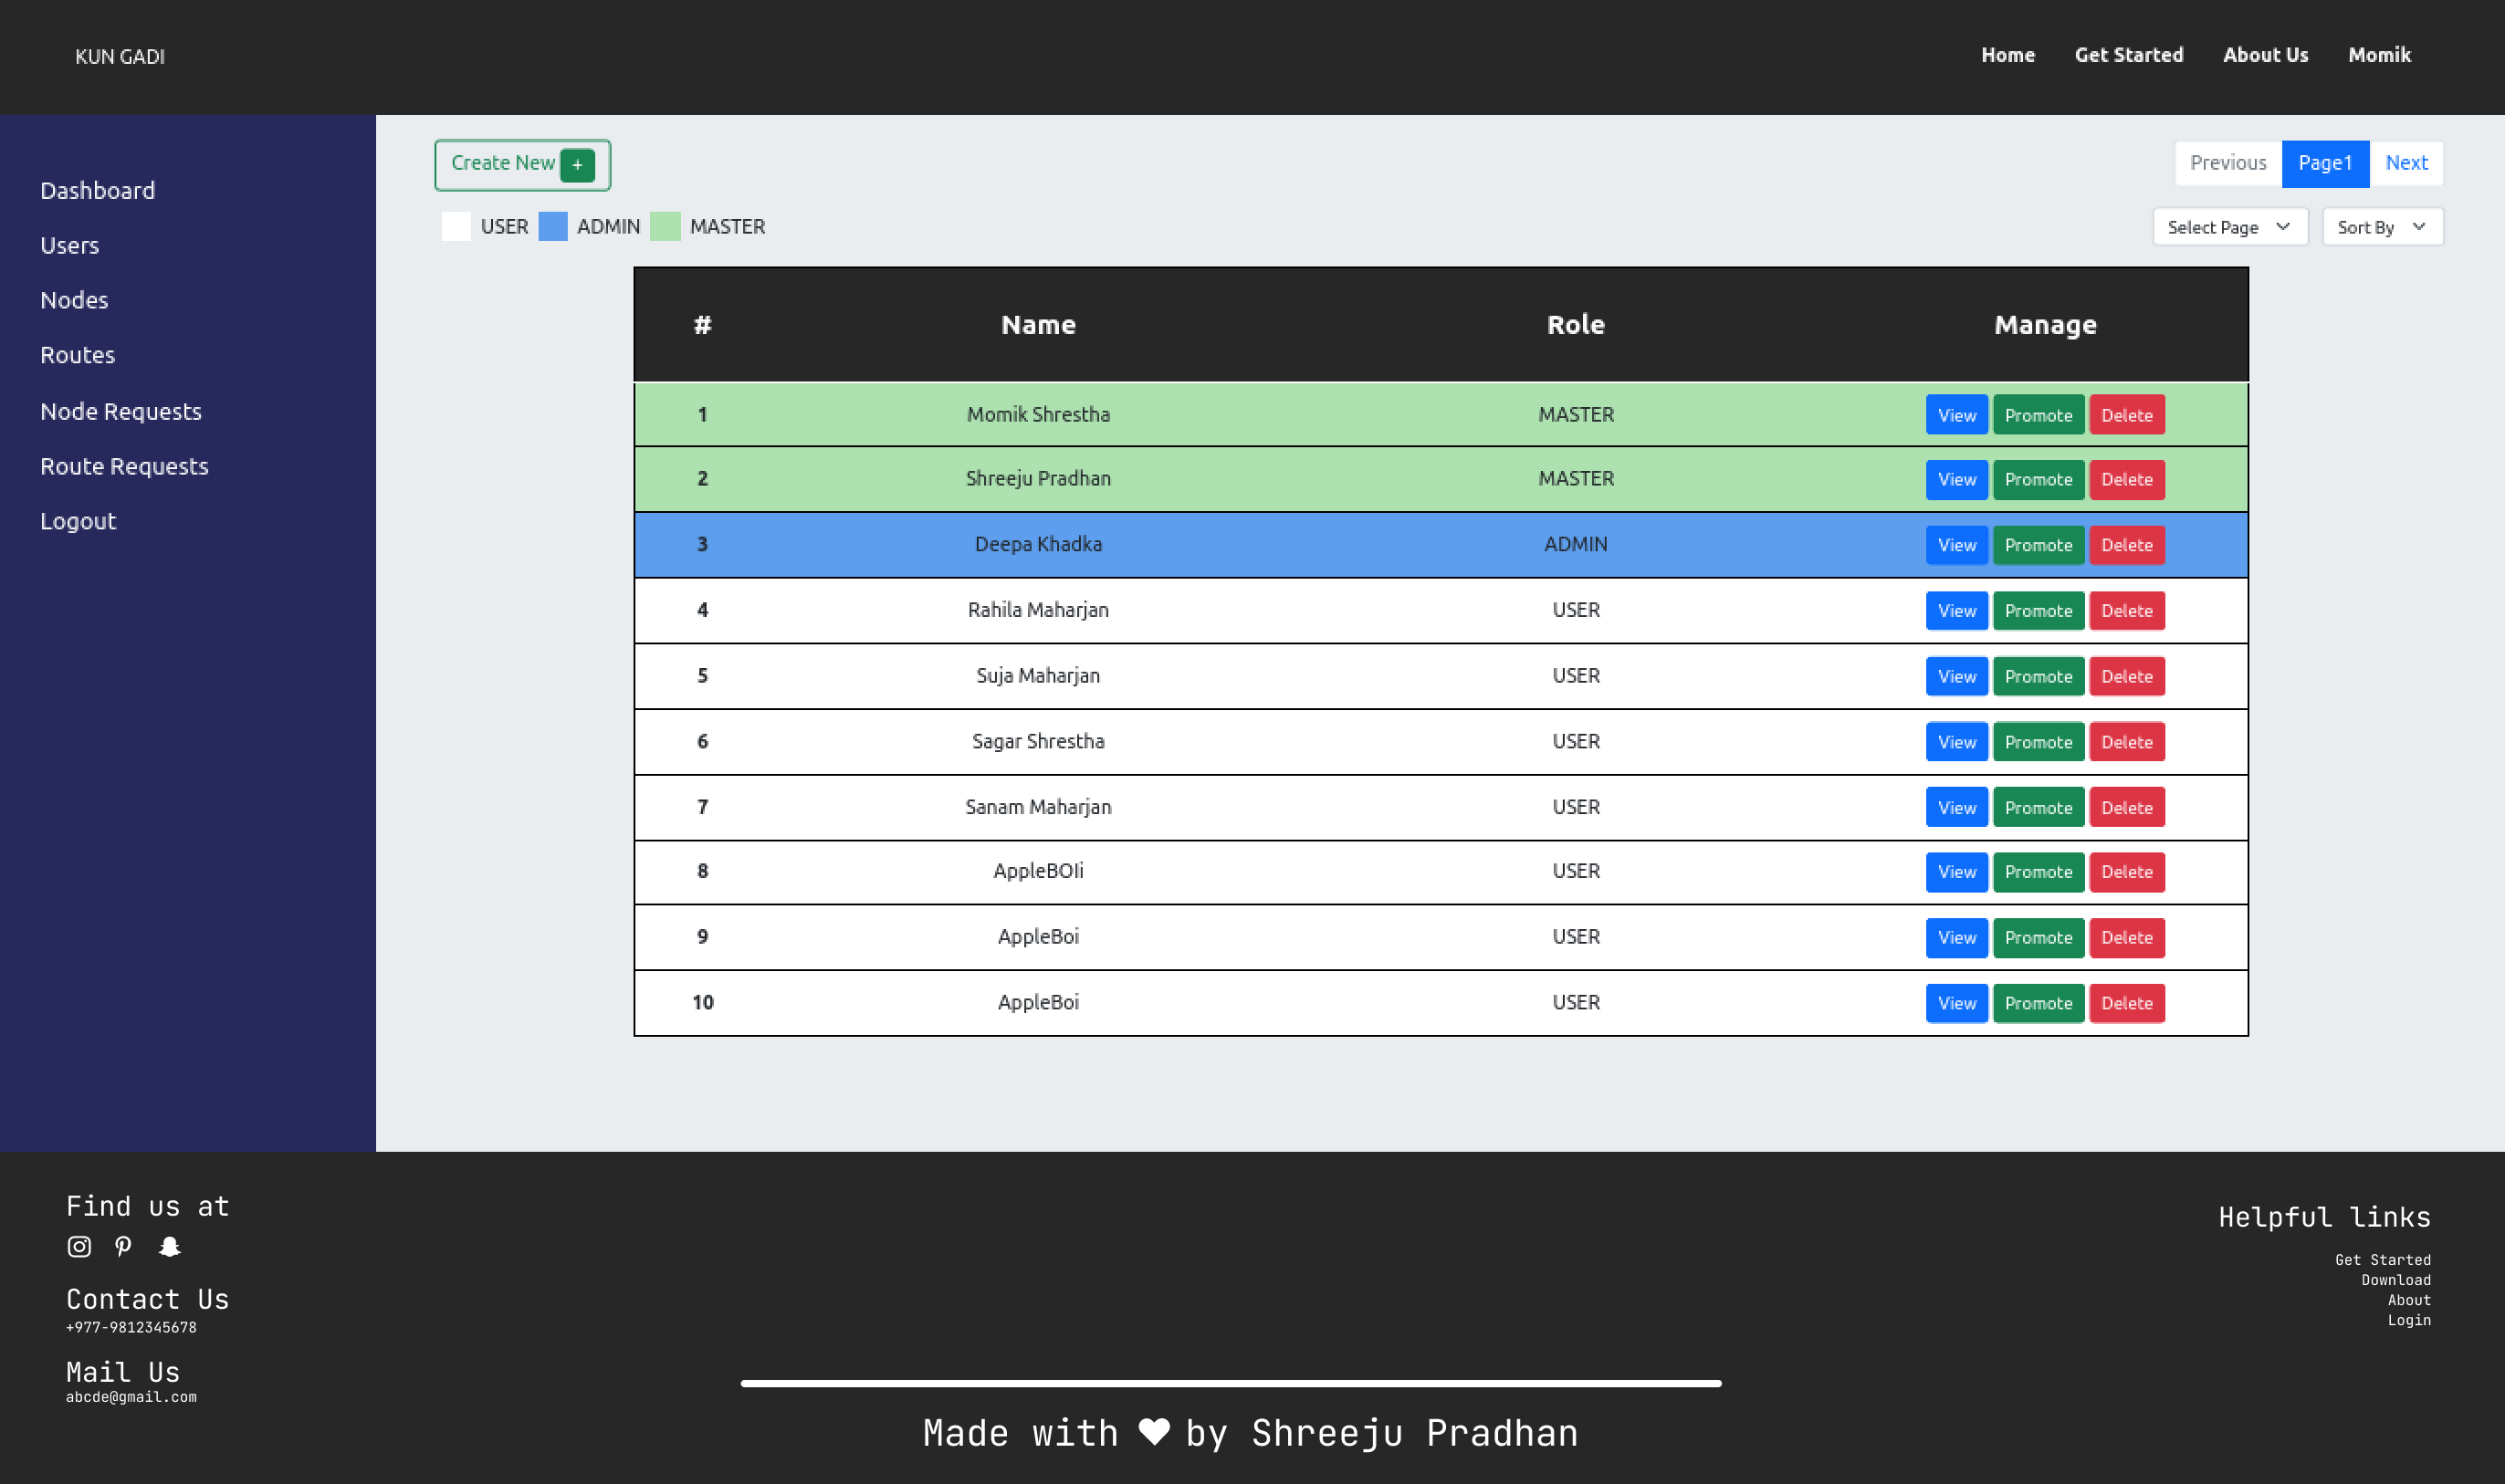 KUN GADI
Home Get Started About Us Momik
Dashboard
Users
Nodes
Routes
Node Requests
Route Requests
Logout
Create New +
Previous Page1 Next
USER ADMIN MASTER
Select Page Sort By
# Name Role Manage
1 Momik Shrestha MASTER View Promote Delete
2 Shreeju Pradhan MASTER View Promote Delete
3 Deepa Khadka ADMIN View Promote Delete
4 Rahila Maharjan USER View Promote Delete
5 Suja Maharjan USER View Promote Delete
6 Sagar Shrestha USER View Promote Delete
7 Sanam Maharjan USER View Promote Delete
8 AppleBOIi USER View Promote Delete
9 AppleBoi USER View Promote Delete
10 AppleBoi USER View Promote Delete
Find us at
Contact Us
+977-9812345678
Mail Us
abcde@gmail.com
Helpful links
Get Started
Download
About
Login
Made with ♥ by Shreeju Pradhan